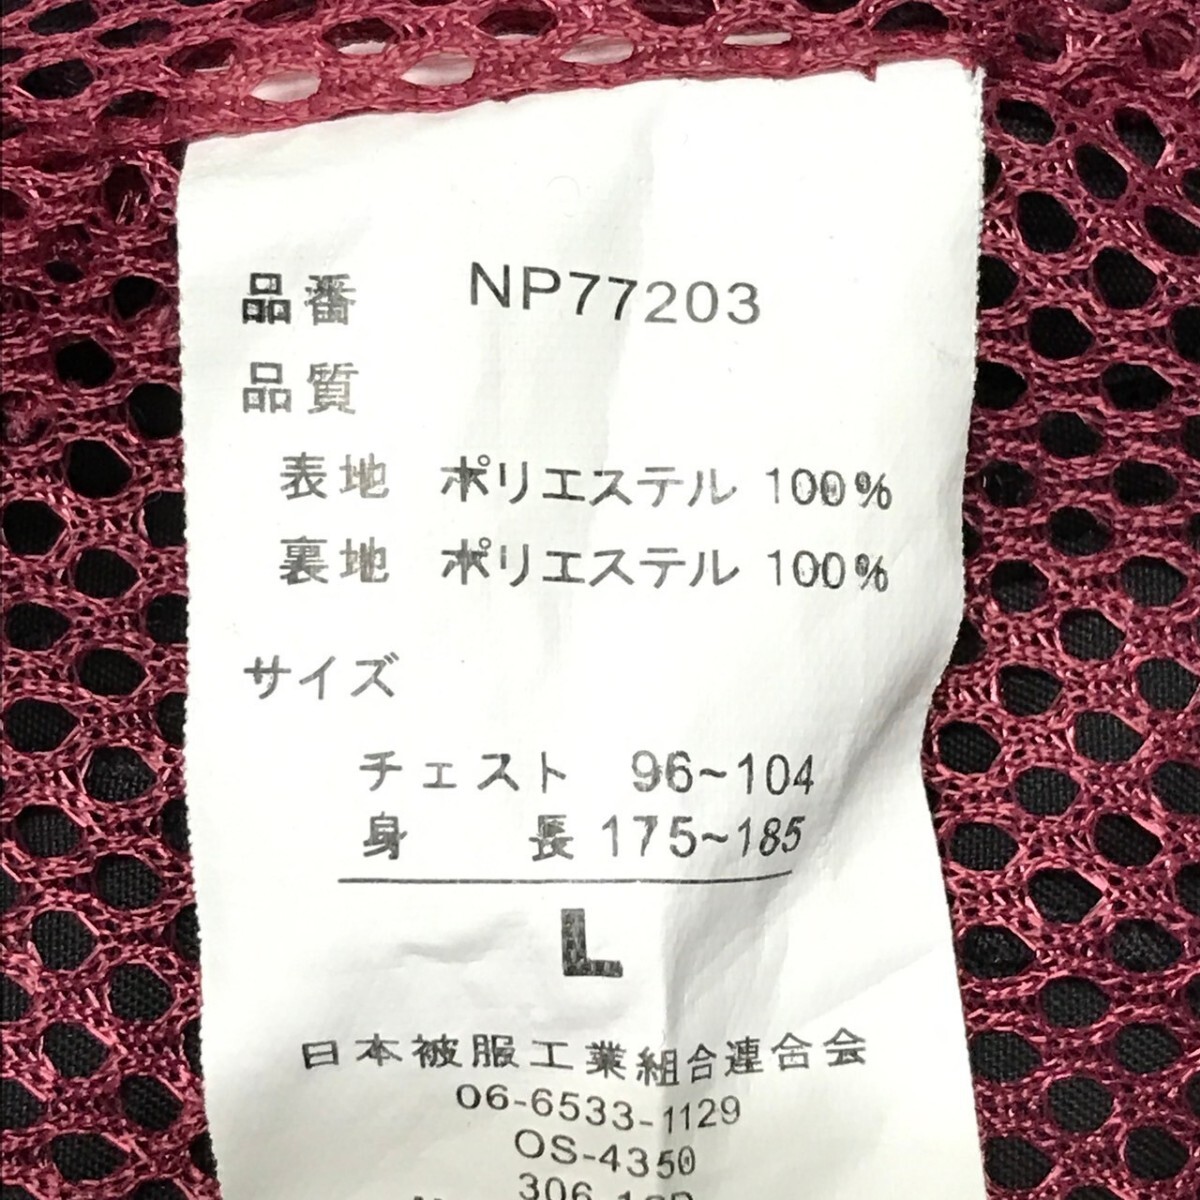 品番 NP77203
品質
表地 ポリエステル 100%
裏地 ポリエステル 100%
サイズ
チェスト 96~104
身 長 175~185
L
日本被服工業組合連合会
06-6533-1129
OS-4350